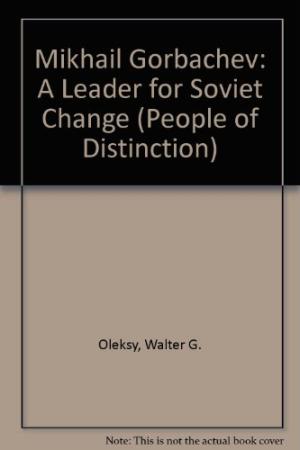 Mikhail Gorbachev:
A Leader for Soviet
Change (People of
Distinction)
Oleksy, Walter G.
Note: This is not the actual book cover